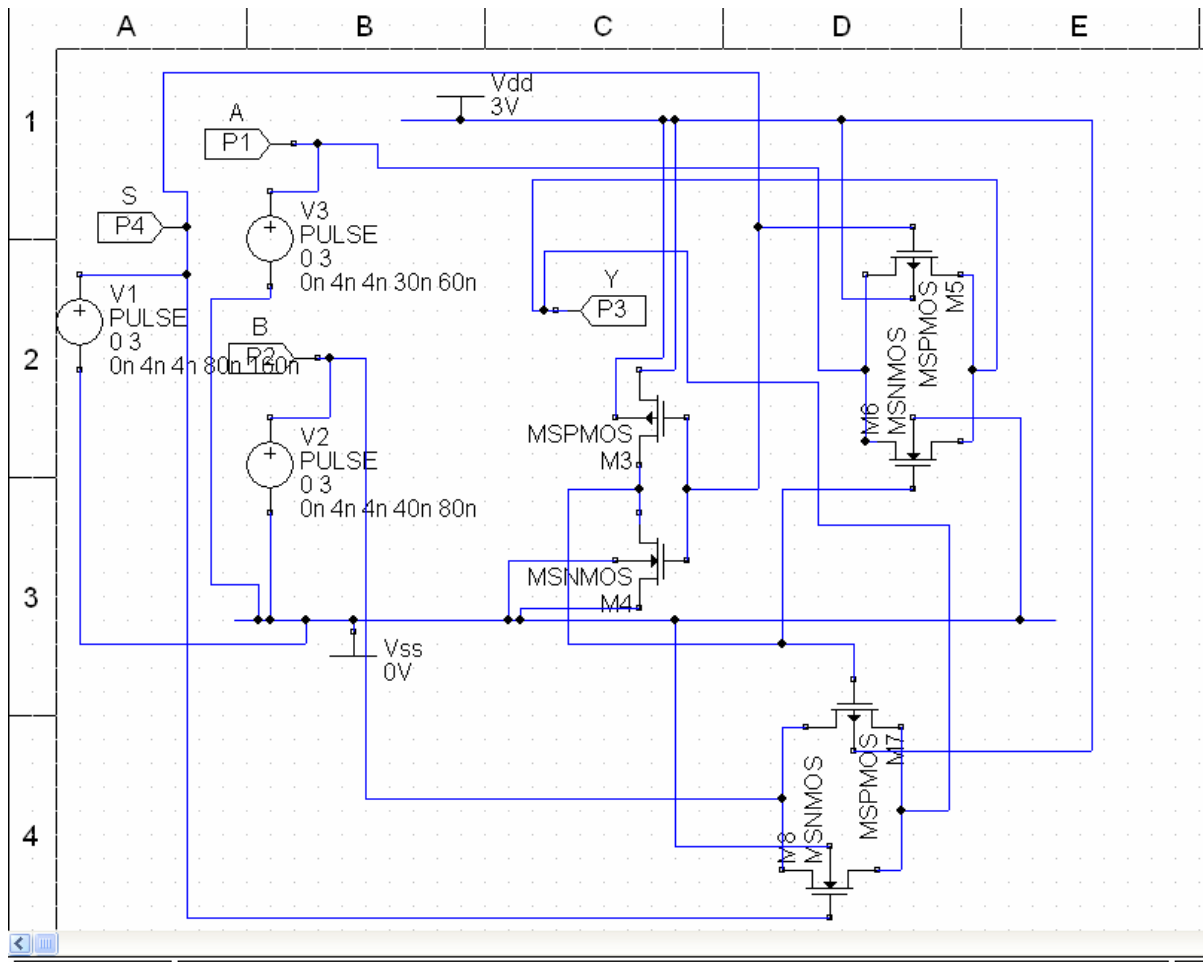 A B C D E
1
2
3
4
Vdd
3V
A
P1
S
P4
V3
PULSE
0 3
0n 4n 4n 30n 60n
V1
PULSE
0 3
0n 4n 4n 80n 160n
B
P2
V2
PULSE
0 3
0n 4n 4n 40n 80n
Y
P3
MSPMOS
M3
MSNMOS
M4
Vss
0V
M5
MSPMOS
M6
MSNMOS
M7
MSPMOS
M8
MSNMOS